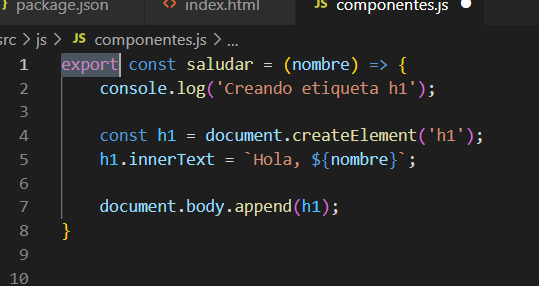 package.json <> index.html JS componentes.js
src > js > JS componentes.js > ...
1 export const saludar = (nombre) => {
2 console.log('Creando etiqueta h1');
3
4 const h1 = document.createElement('h1');
5 h1.innerText = `Hola, ${nombre}`;
6
7 document.body.append(h1);
8 }
9
10